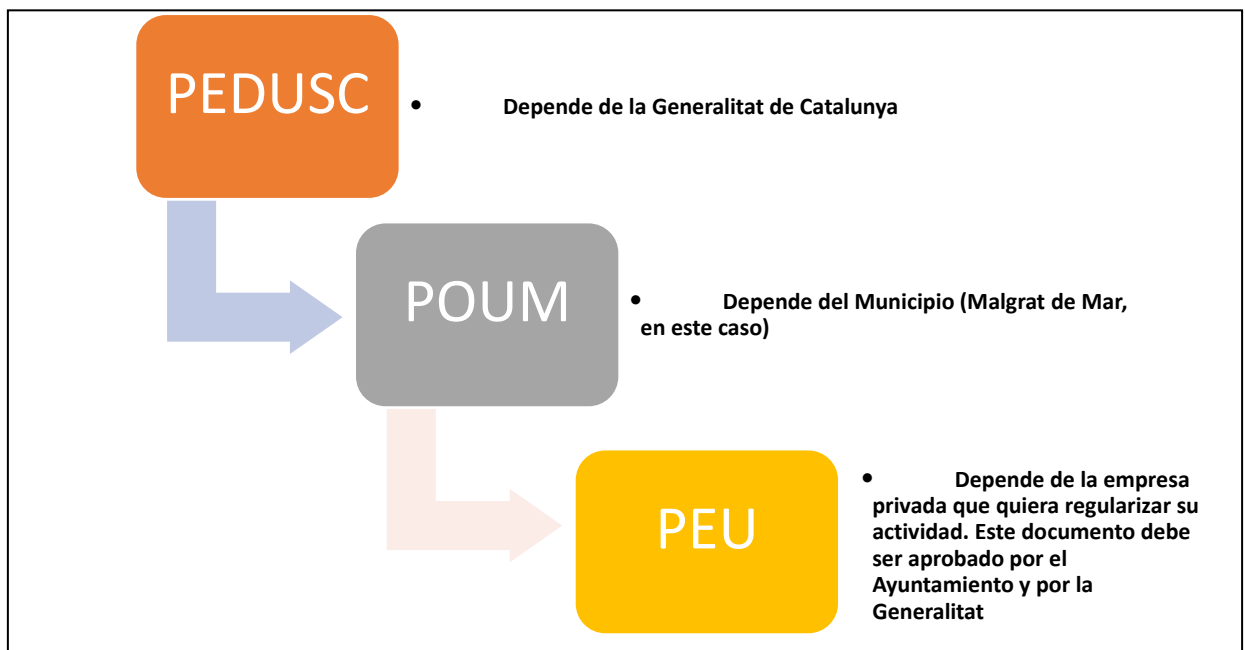 PEDUSC
• Depende de la Generalitat de Catalunya
POUM
• Depende del Municipio (Malgrat de Mar,
en este caso)
PEU
• Depende de la empresa
privada que quiera regularizar su
actividad. Este documento debe
ser aprobado por el
Ayuntamiento y por la
Generalitat